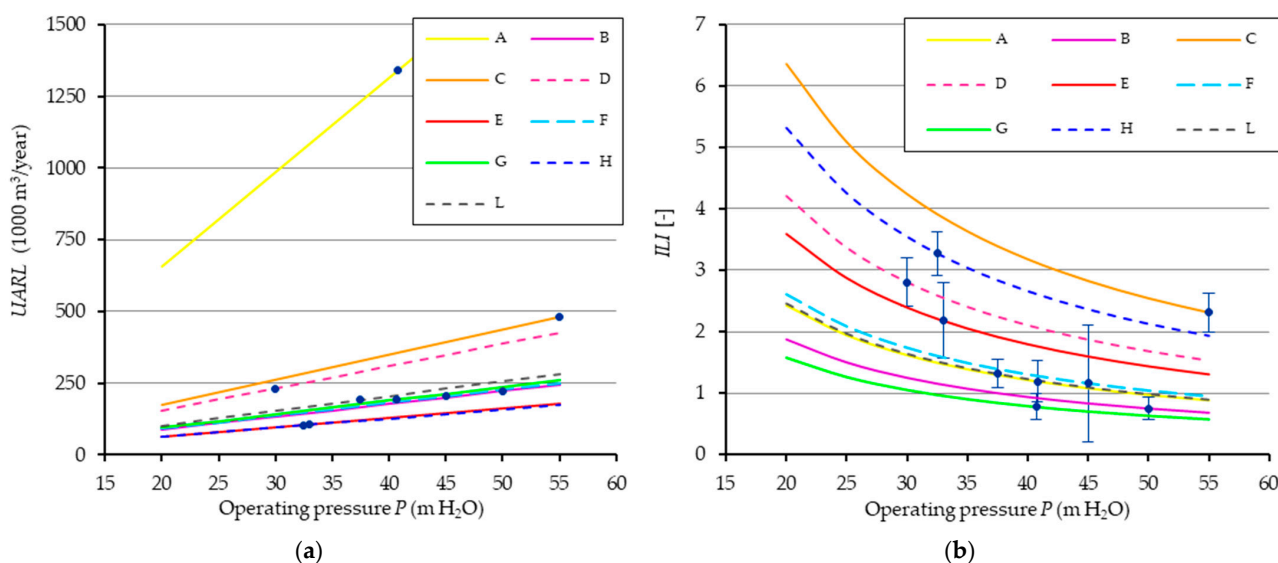 1500
1250
1000
750
500
250
0
UARL (1000 m³/year)
15 20 25 30 35 40 45 50 55 60
Operating pressure P (m H₂O)
A B
C D
E F
G H
L
(a)
7
6
5
4
3
2
1
0
ILI [-]
15 20 25 30 35 40 45 50 55 60
Operating pressure P (m H₂O)
A B C
D E F
G H L
(b)